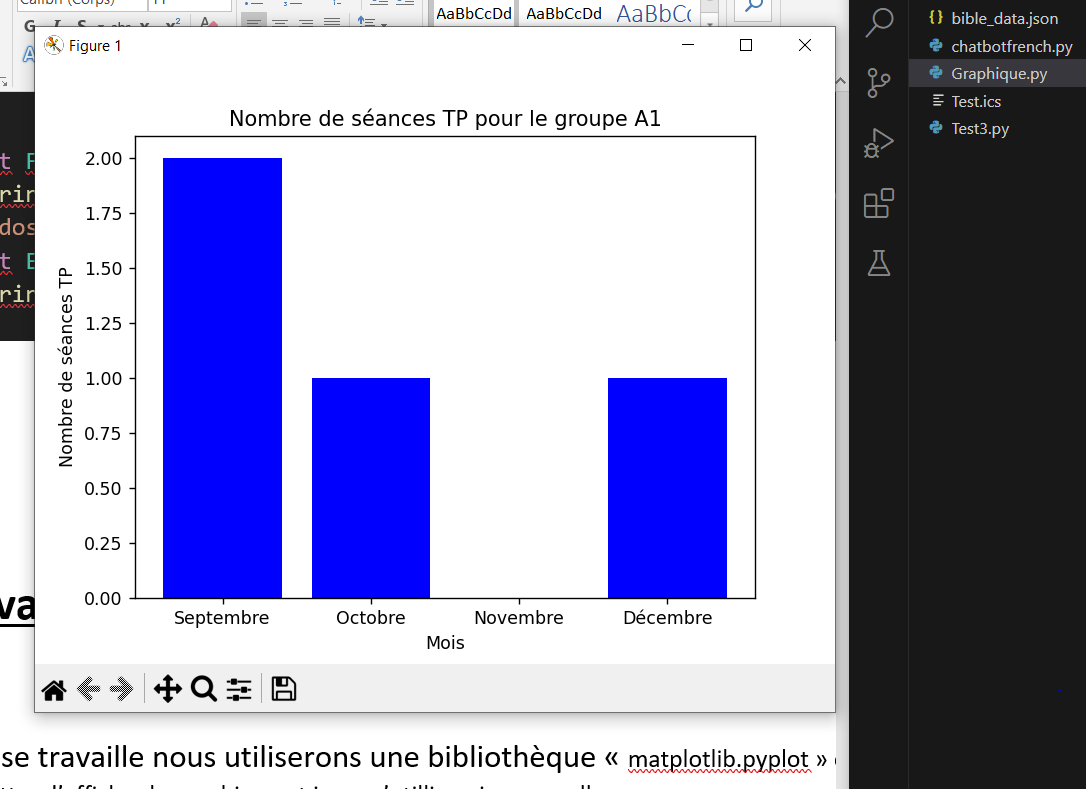 AaBbCcDd AaBbCcDd AaBbCc
Figure 1
Nombre de séances TP pour le groupe A1
2.00
1.75
1.50
1.25
1.00
0.75
0.50
0.25
0.00
Nombre de séances TP
Septembre Octobre Novembre Décembre
Mois
bible_data.json
chatbotfrench.py
Graphique.py
Test.ics
Test3.py
se travaille nous utiliserons une bibliothèque « matplotlib.pyplot »